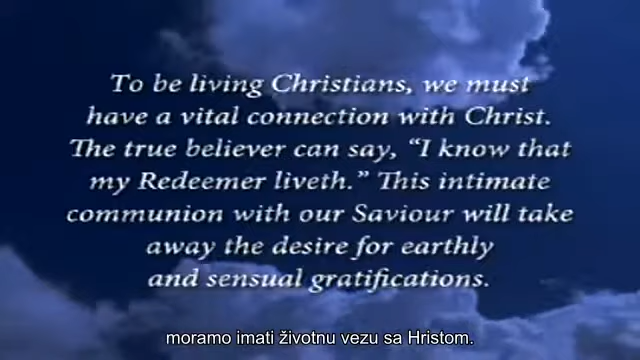 To be living Christians, we must
have a vital connection with Christ.
The true believer can say, “I know that
my Redeemer liveth.” This intimate
communion with our Saviour will take
away the desire for earthly
and sensual gratifications.
moramo imati životnu vezu sa Hristom.